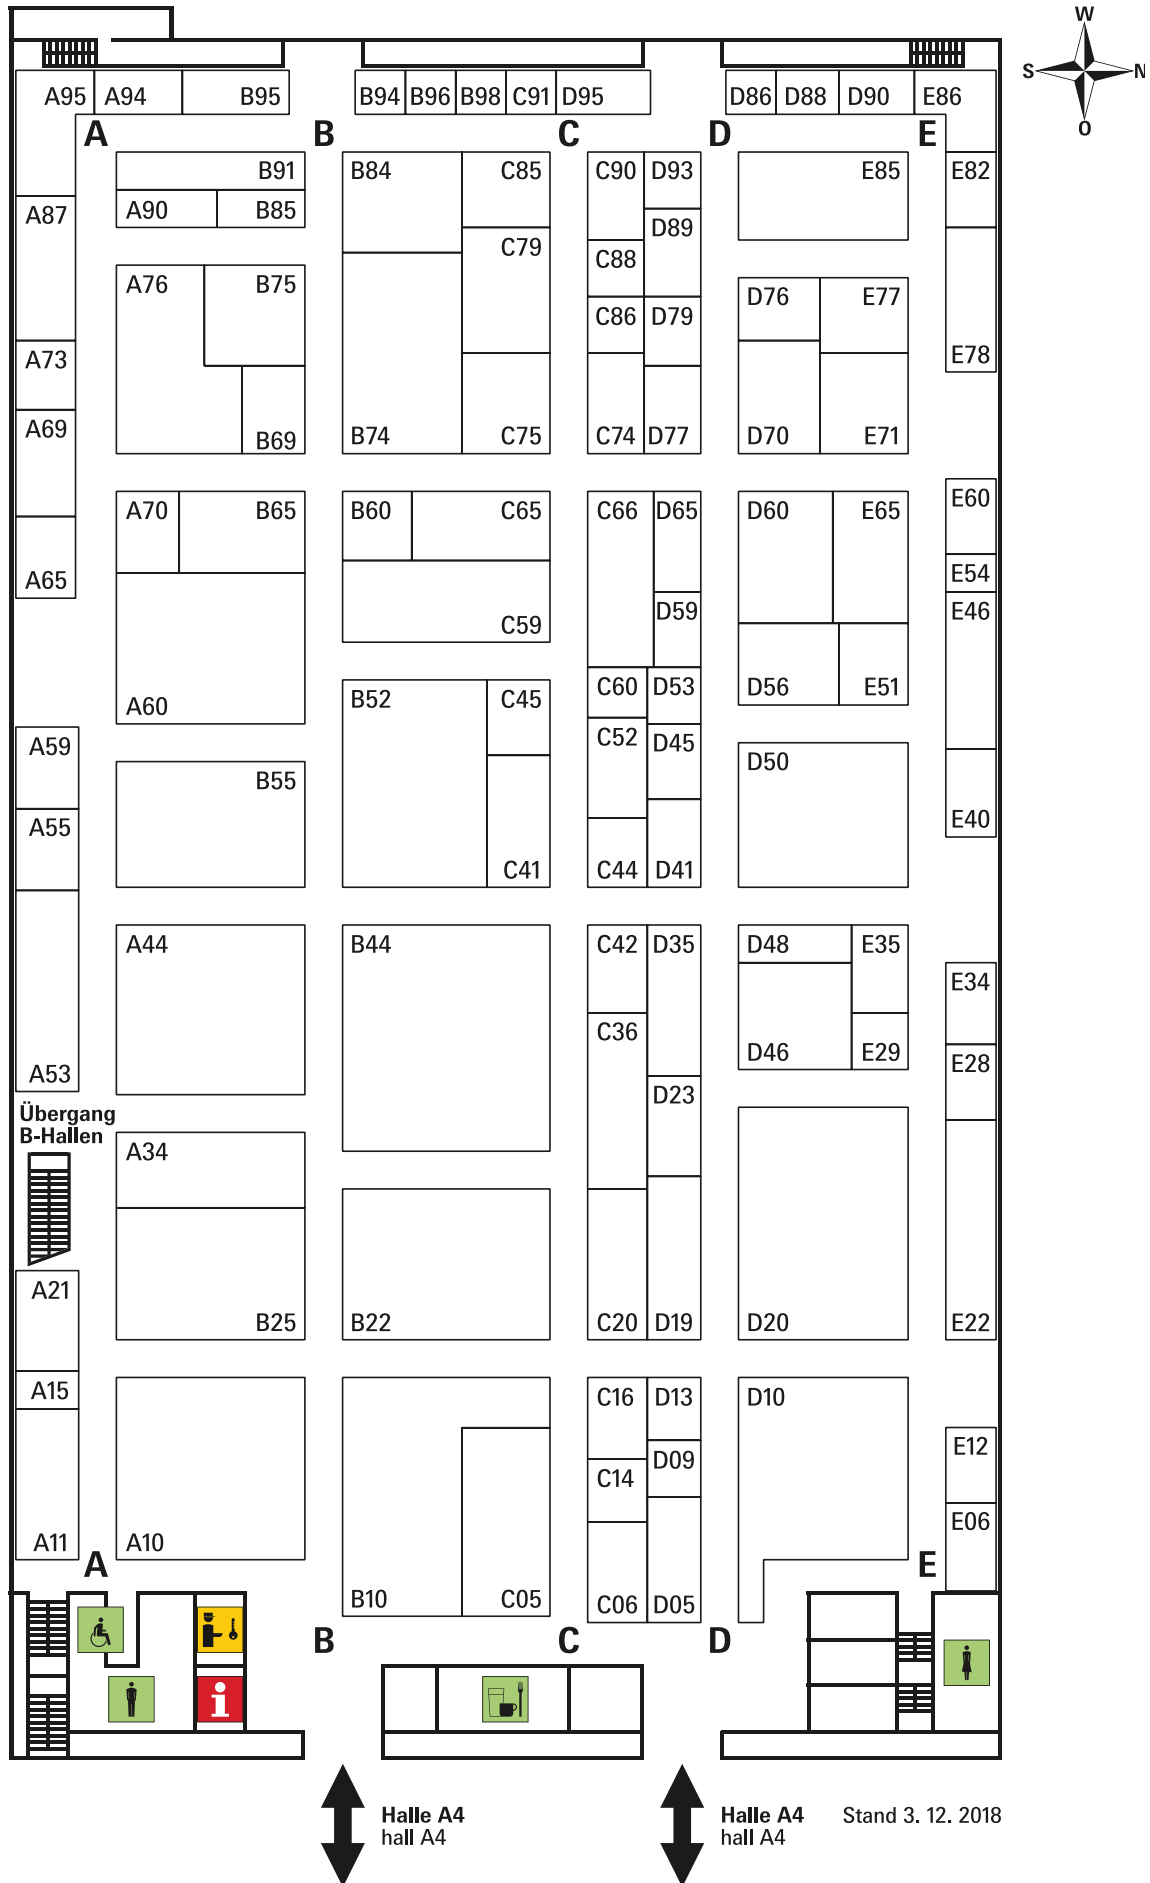 W
S N
O
A95 A94 B95 B94 B96 B98 C91 D95 D86 D88 D90 E86
A B C D E
B91 B84 C85 C90 D93 E85 E82
A87 A90 B85 D89
C79 C88
A76 B75 D76 E77
C86 D79
A73 E78
A69 B69 B74 C75 C74 D77 D70 E71
A70 B65 B60 C65 C66 D65 D60 E65 E60
A65 E54
C59 D59 E46
A60 B52 C45 C60 D53 D56 E51
A59 C52 D45
B55 D50
A55 E40
C41 C44 D41
A44 B44 C42 D35 D48 E35
E34
C36
A53 D46 E29 E28
D23
Übergang
B-Hallen
A34
A21
B25 B22 C20 D19 D20 E22
A15 C16 D13 D10
E12
D09
C14
E06
A11 A10
A E
B10 C05 C06 D05
B C D
i
Halle A4
hall A4
Halle A4
hall A4
Stand 3. 12. 2018